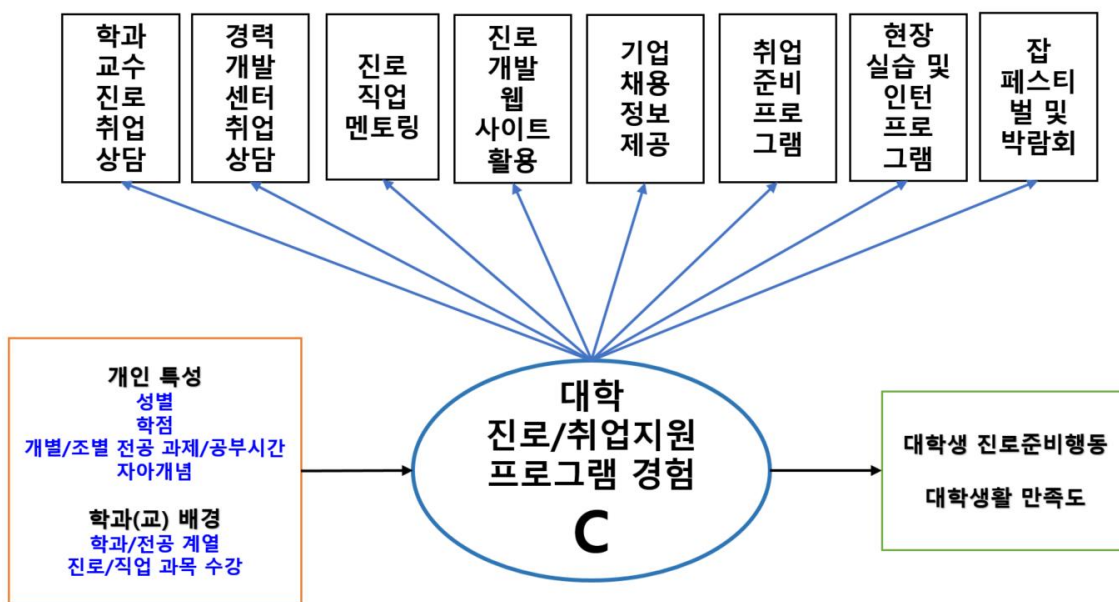 학과
교수
진로
취업
상담
경력
개발
센터
취업
상담
진로
직업
멘토링
진로
개발
웹
사이트
활용
기업
채용
정보
제공
취업
준비
프로
그램
현장
실습 및
인턴
프로
그램
잡
페스티
벌 및
박람회
개인 특성
성별
학점
개별/조별 전공 과제/공부시간
자아개념
학과(교) 배경
학과/전공 계열
진로/직업 과목 수강
대학
진로/취업지원
프로그램 경험
C
대학생 진로준비행동
대학생활 만족도